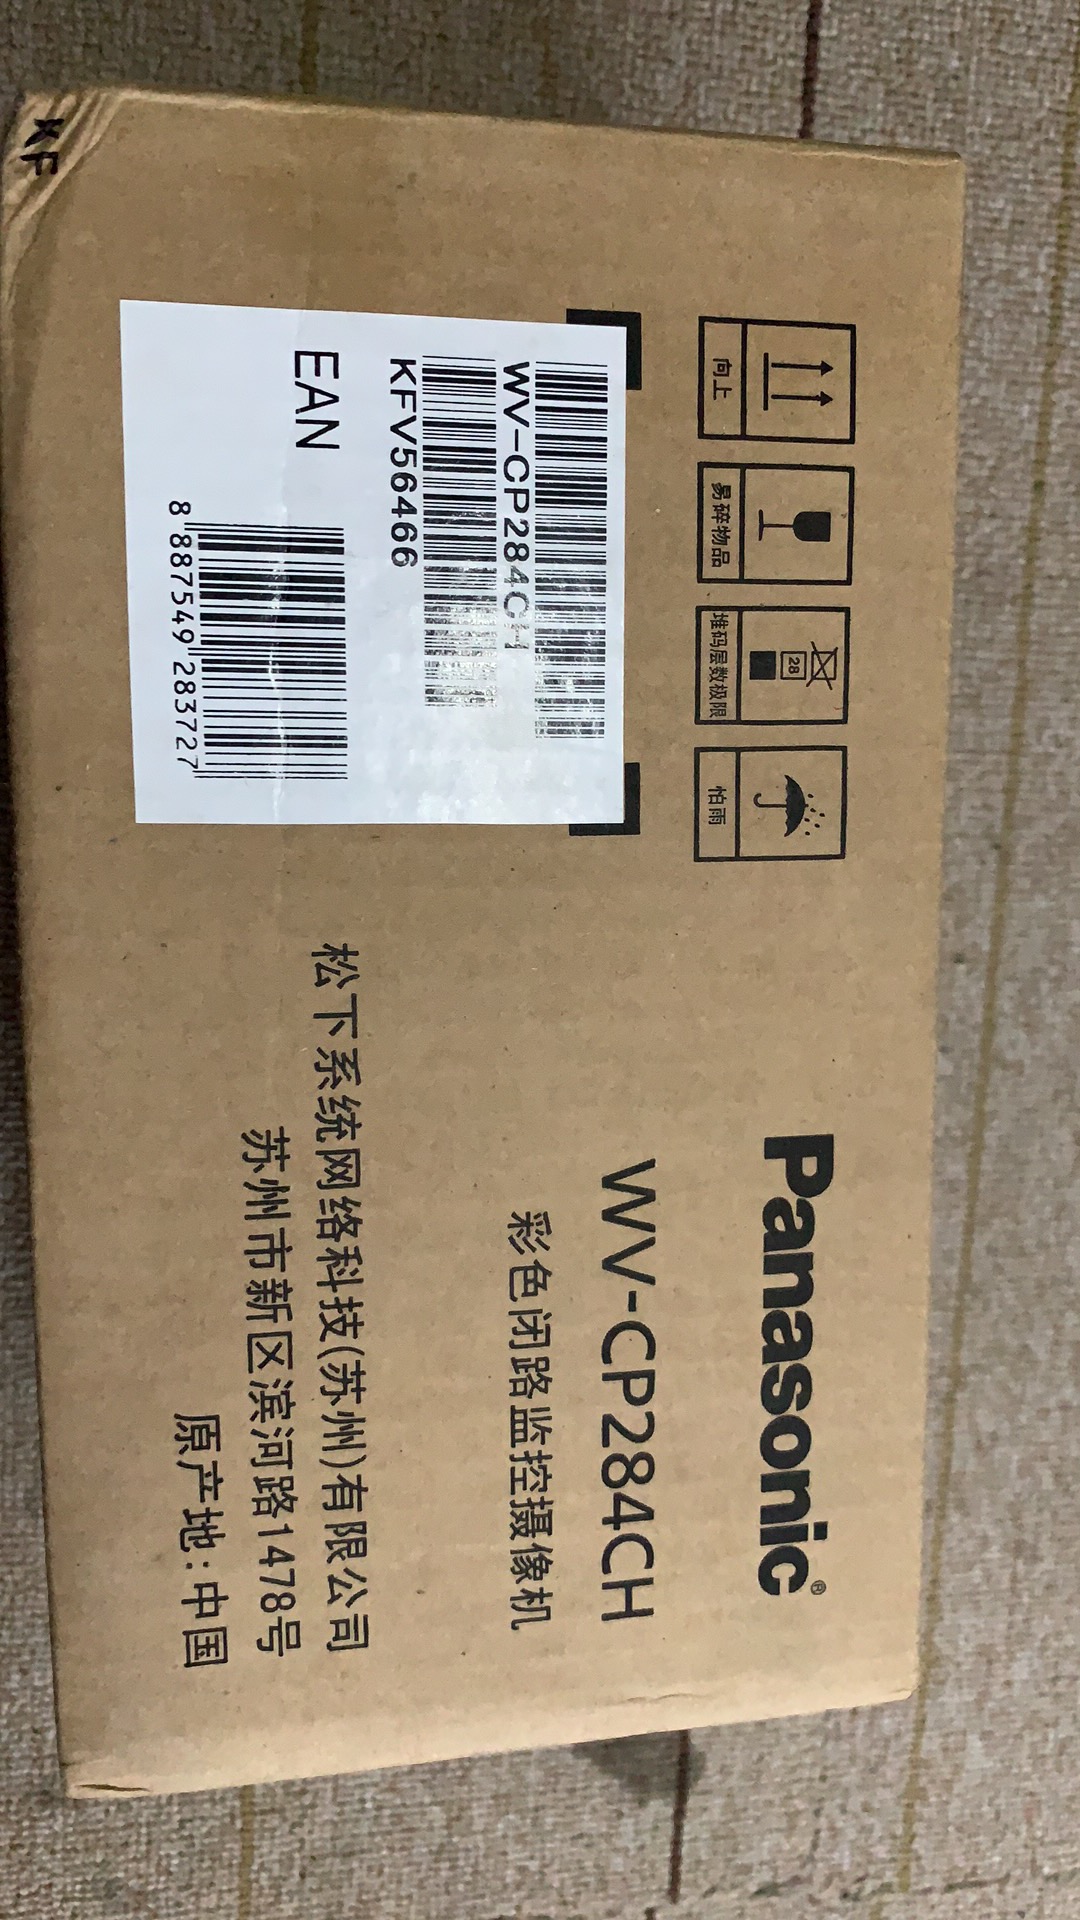 KF
向上
易碎物品
28
堆码层数极限
怕雨
WV-CP284CH
KFV56466
EAN
8 887549 283727
Panasonic®
WV-CP284CH
彩色闭路监控摄像机
松下系统网络科技(苏州)有限公司
苏州市新区滨河路1478号
原产地:中国